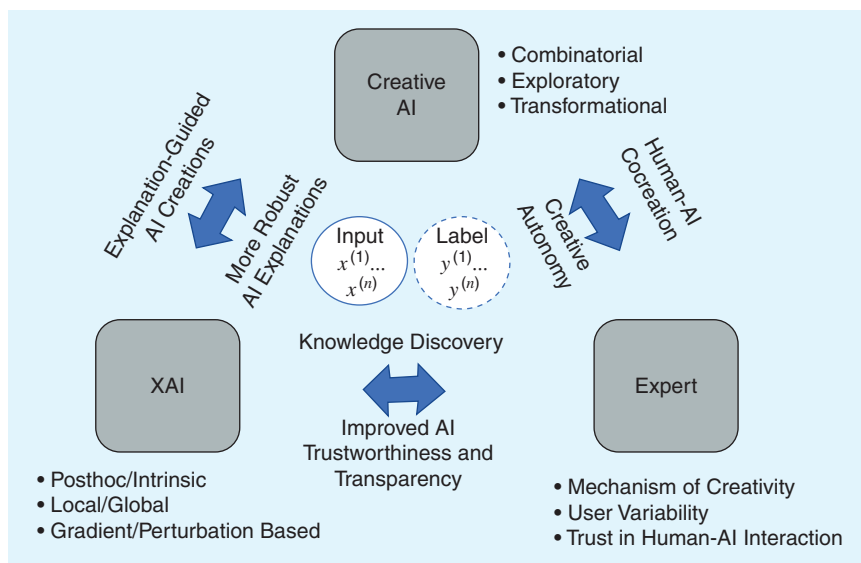 Creative
AI
• Combinatorial
• Exploratory
• Transformational
Explanation-Guided
AI Creations
More Robust
AI Explanations
Input
x^(1)...
x^(n)
Label
y^(1)...
y^(n)
Human-AI
Cocreation
Creative
Autonomy
XAI
Knowledge Discovery
Improved AI
Trustworthiness and
Transparency
Expert
• Posthoc/Intrinsic
• Local/Global
• Gradient/Perturbation Based
• Mechanism of Creativity
• User Variability
• Trust in Human-AI Interaction